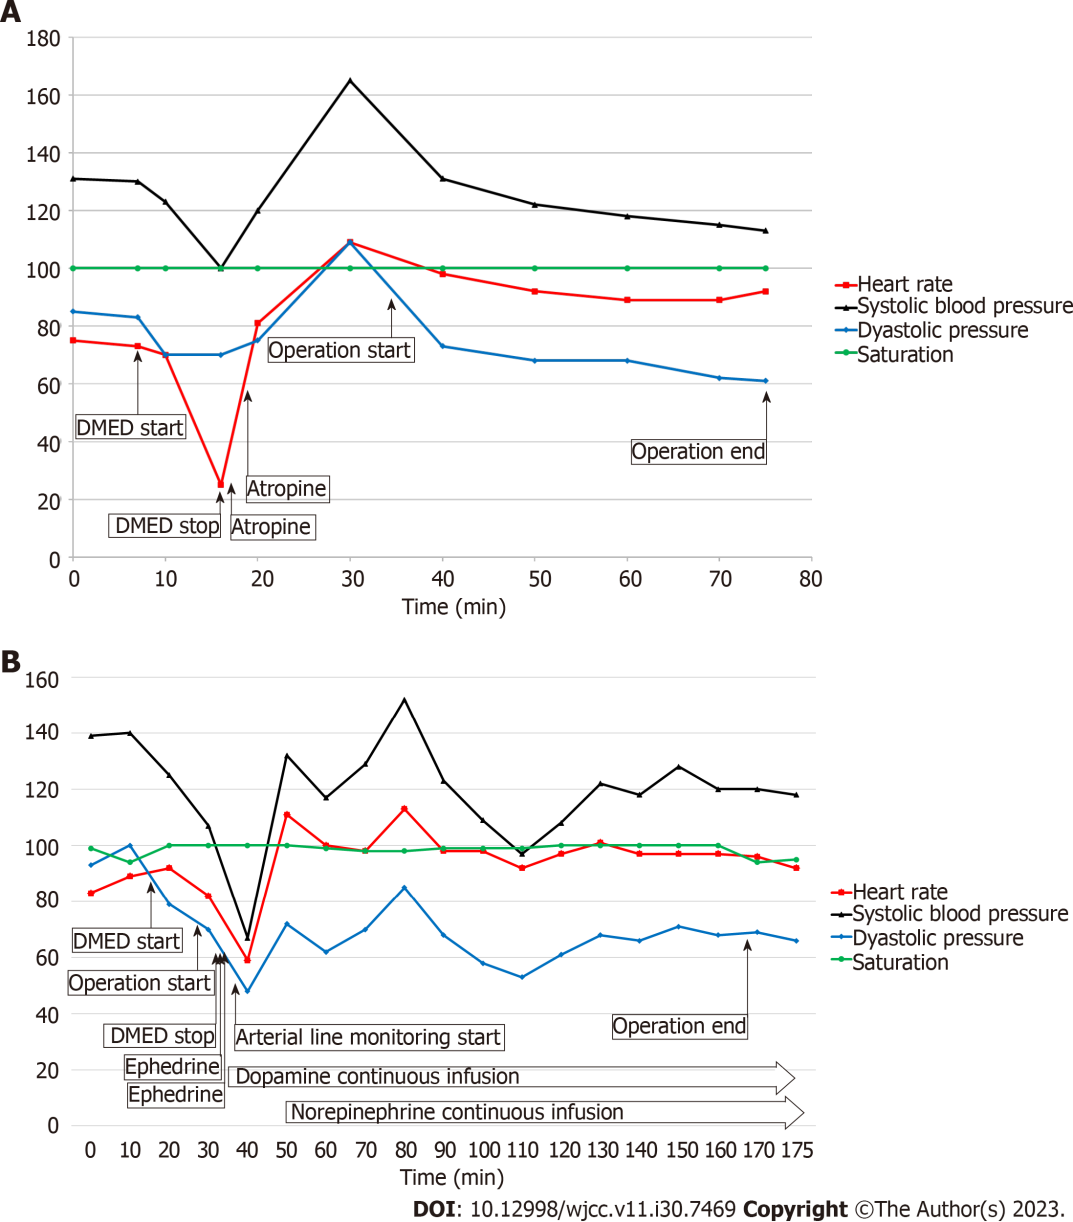 A
180
160
140
120
100
80
60
40
20
0
0 10 20 30 40 50 60 70 80
Time (min)
DMED start
DMED stop
Atropine
Atropine
Operation start
Operation end
Heart rate
Systolic blood pressure
Dyastolic pressure
Saturation
B
160
140
120
100
80
60
40
20
0
0 10 20 30 40 50 60 70 80 90 100 110 120 130 140 150 160 170 175
Time (min)
DMED start
Operation start
DMED stop
Ephedrine
Ephedrine
Arterial line monitoring start
Dopamine continuous infusion
Norepinephrine continuous infusion
Operation end
Heart rate
Systolic blood pressure
Dyastolic pressure
Saturation
DOI: 10.12998/wjcc.v11.i30.7469 Copyright ©The Author(s) 2023.